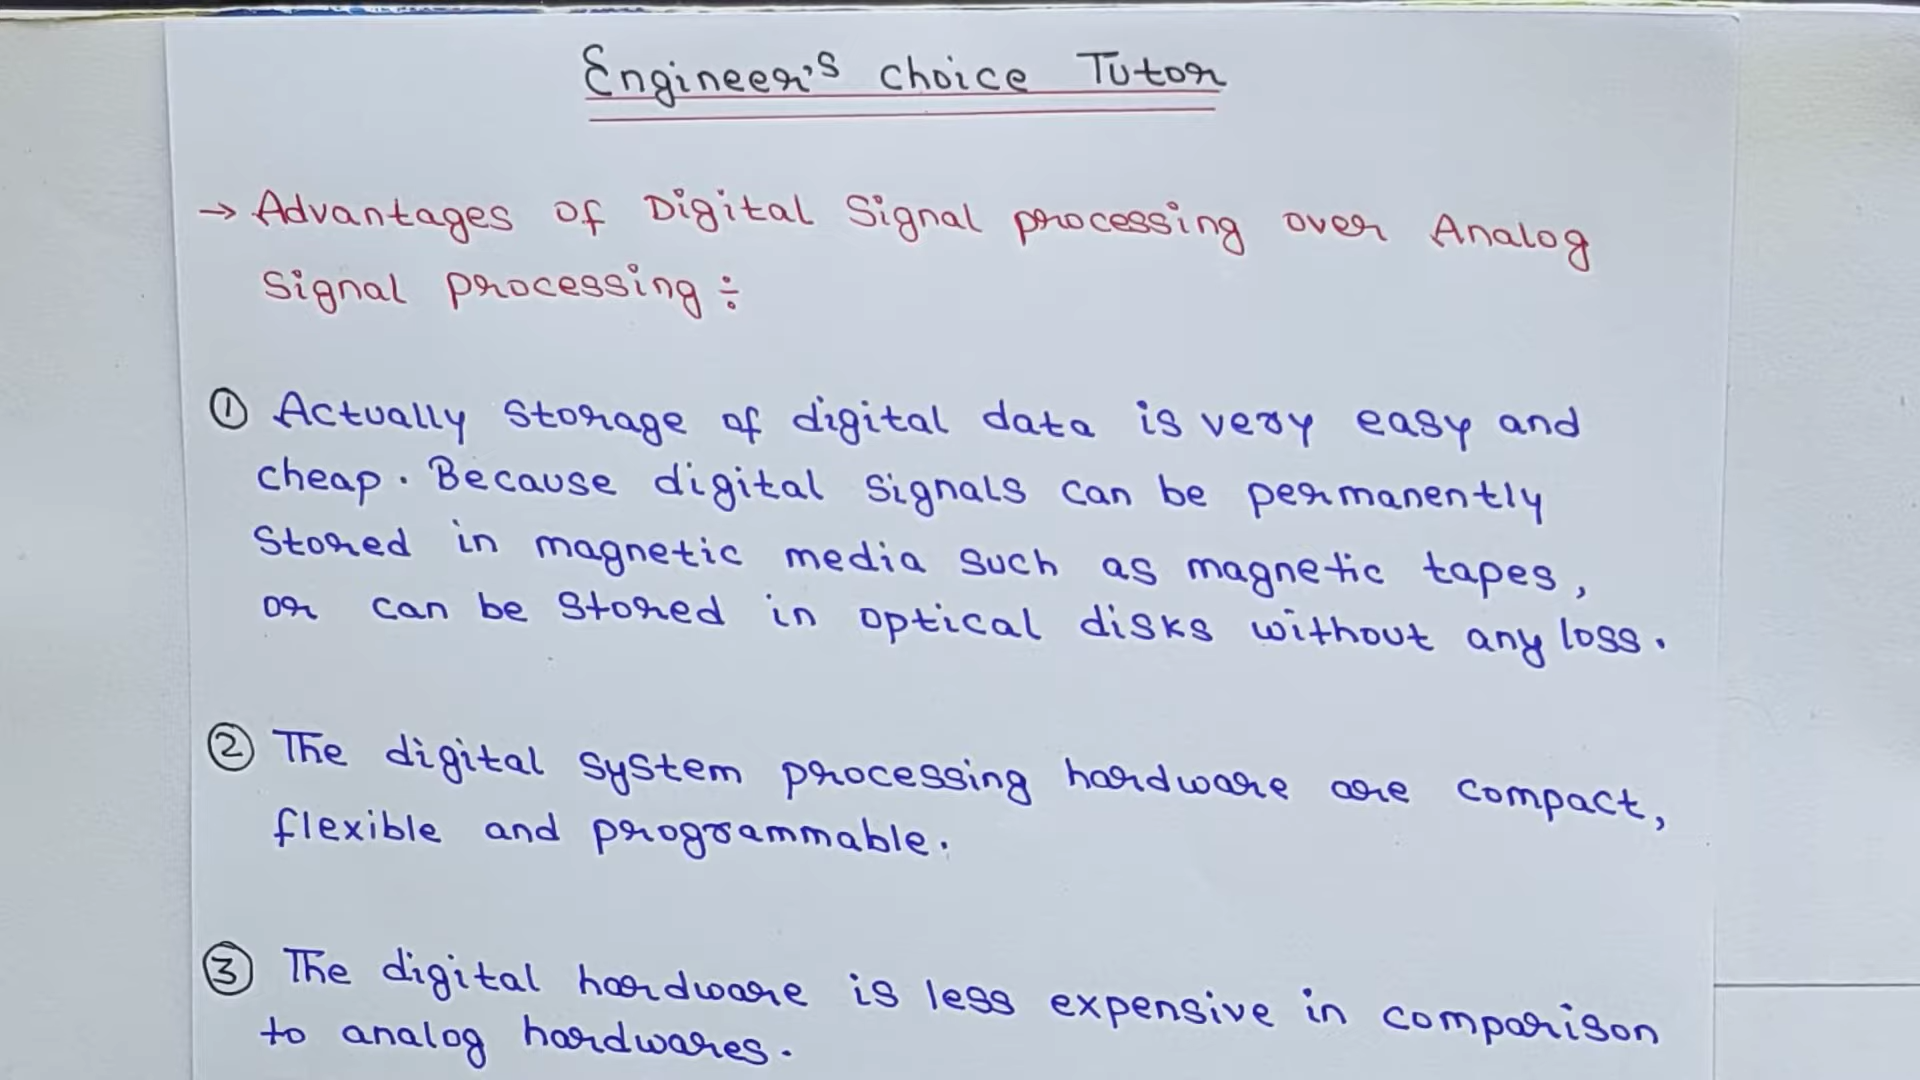 Engineer's choice Tutor
→ Advantages of Digital Signal processing over Analog
Signal processing ÷
① Actually storage of digital data is very easy and
cheap. Because digital signals can be permanently
stored in magnetic media such as magnetic tapes,
or can be stored in optical disks without any loss.
② The digital system processing hardware are compact,
flexible and programmable.
③ The digital hardware is less expensive in comparison
to analog hardwares.